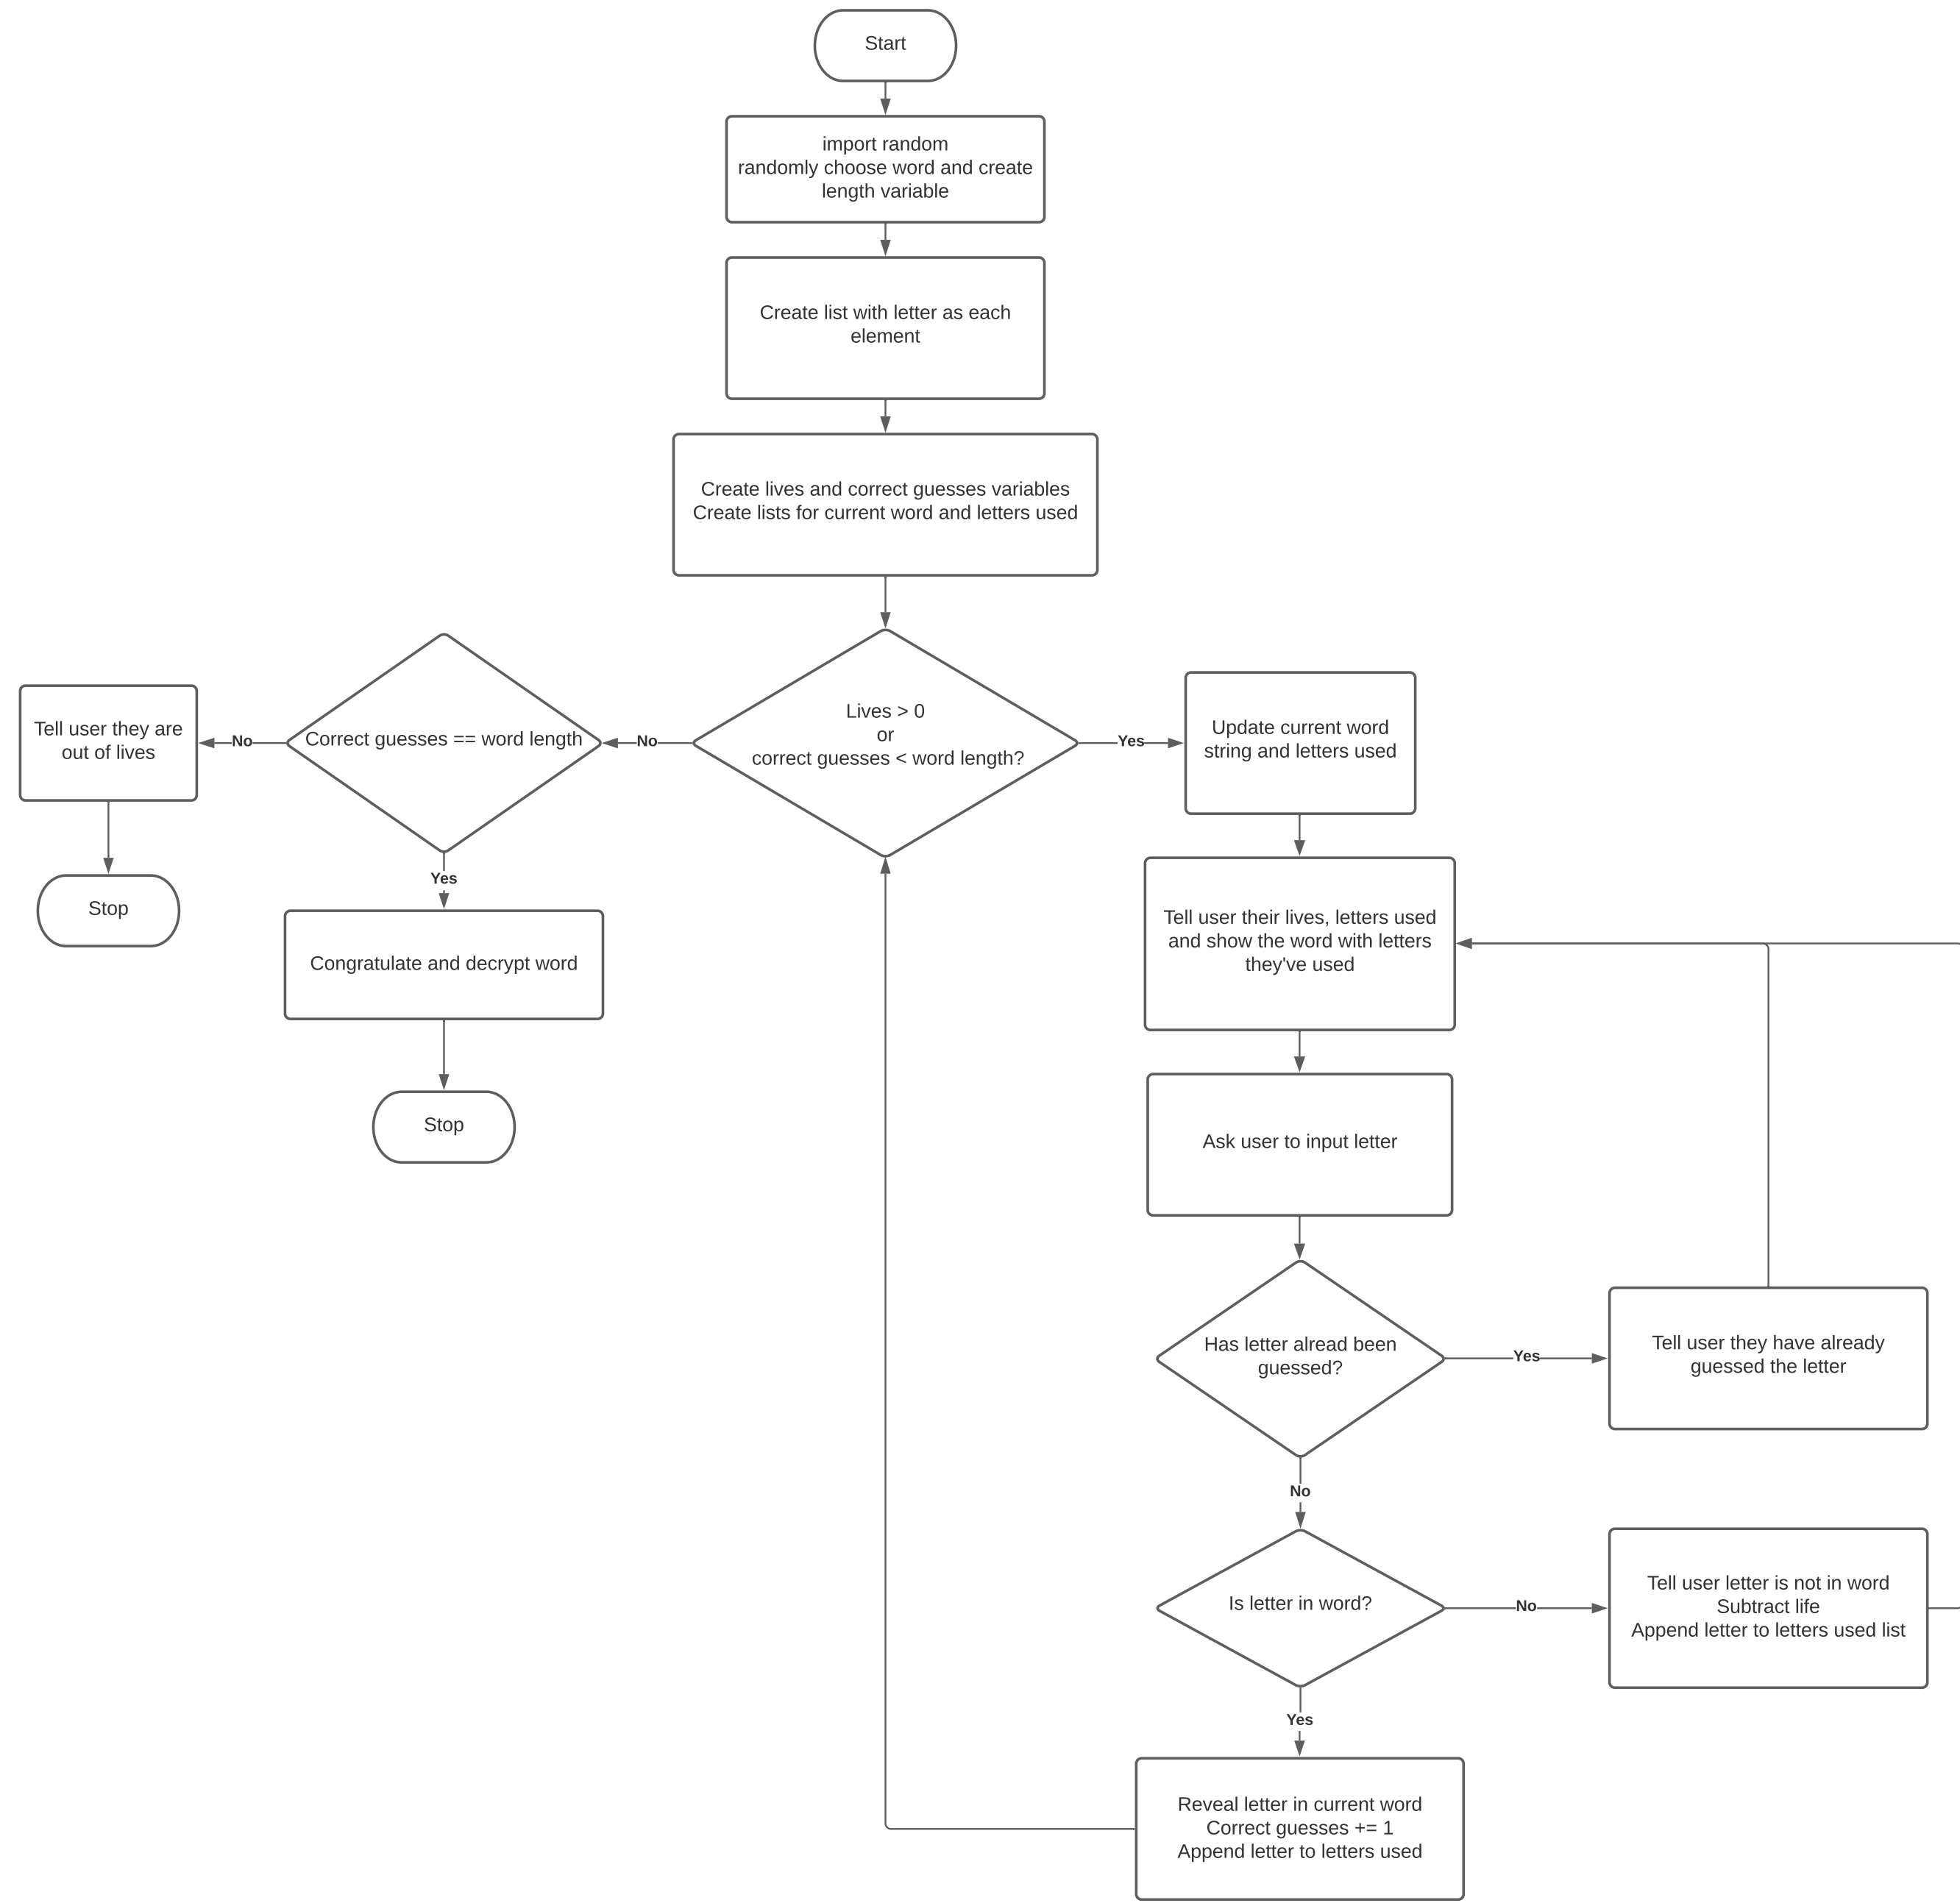 Start
import random
randomly choose word and create
length variable
Create list with letter as each
element
Create lives and correct guesses variables
Create lists for current word and letters used
Lives > 0
or
correct guesses < word length?
No
Correct guesses == word length
No
Tell user they are
out of lives
Stop
Yes
Congratulate and decrypt word
Stop
Yes
Update current word
string and letters used
Tell user their lives, letters used
and show the word with letters
they've used
Ask user to input letter
Has letter alread been
guessed?
Yes
Tell user they have already
guessed the letter
No
Is letter in word?
No
Tell user letter is not in word
Subtract life
Append letter to letters used list
Yes
Reveal letter in current word
Correct guesses += 1
Append letter to letters used